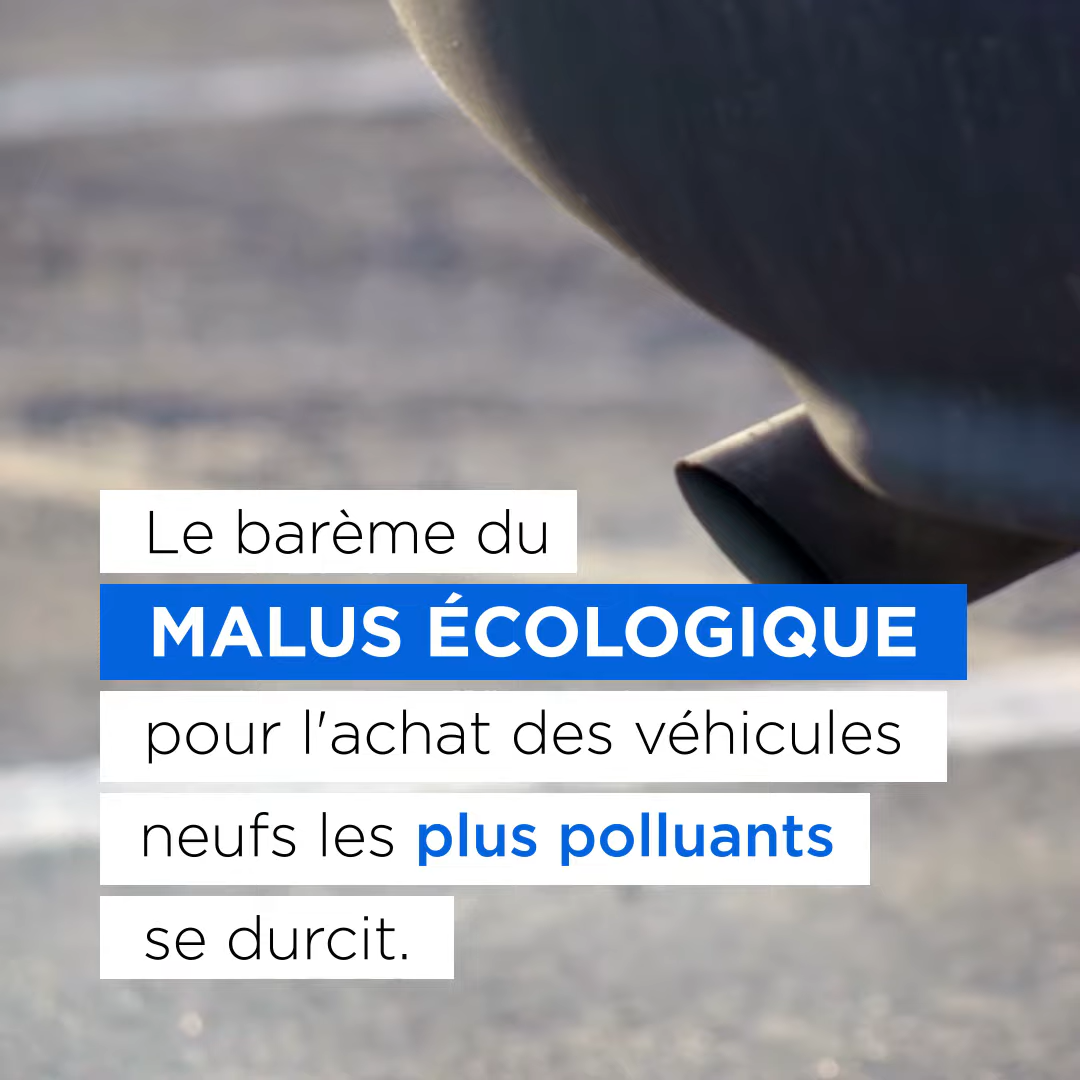 Le barème du
MALUS ÉCOLOGIQUE
pour l'achat des véhicules
neufs les plus polluants
se durcit.